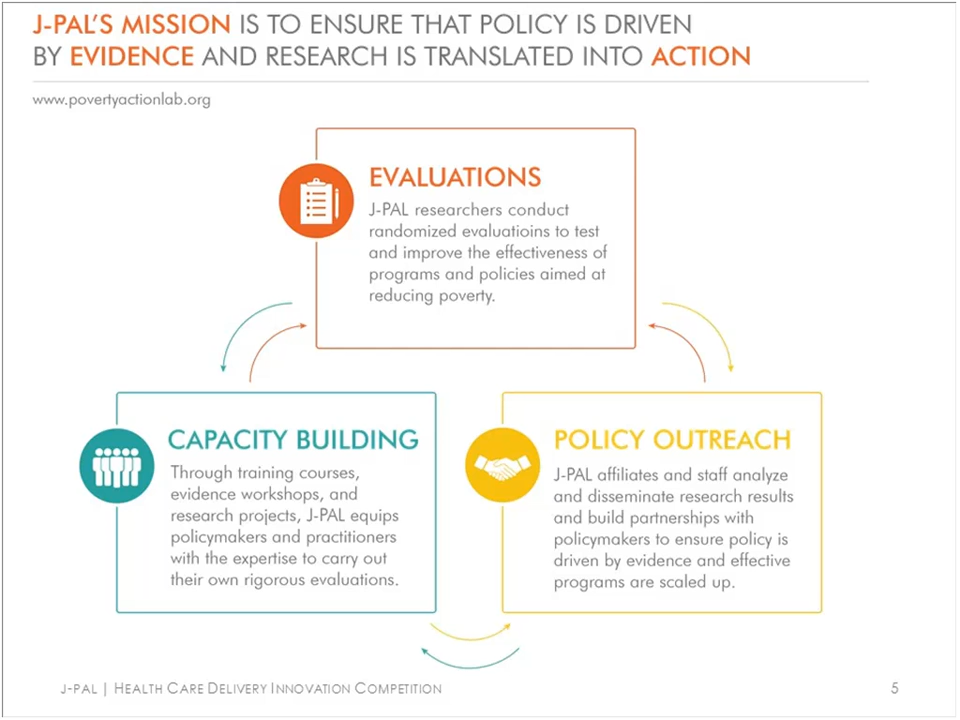 J-PAL'S MISSION IS TO ENSURE THAT POLICY IS DRIVEN
BY EVIDENCE AND RESEARCH IS TRANSLATED INTO ACTION
www.povertyactionlab.org
EVALUATIONS
J-PAL researchers conduct
randomized evaluatioins to test
and improve the effectiveness of
programs and policies aimed at
reducing poverty.
CAPACITY BUILDING
Through training courses,
evidence workshops, and
research projects, J-PAL equips
policymakers and practitioners
with the expertise to carry out
their own rigorous evaluations.
POLICY OUTREACH
J-PAL affiliates and staff analyze
and disseminate research results
and build partnerships with
policymakers to ensure policy is
driven by evidence and effective
programs are scaled up.
J-PAL | HEALTH CARE DELIVERY INNOVATION COMPETITION
5